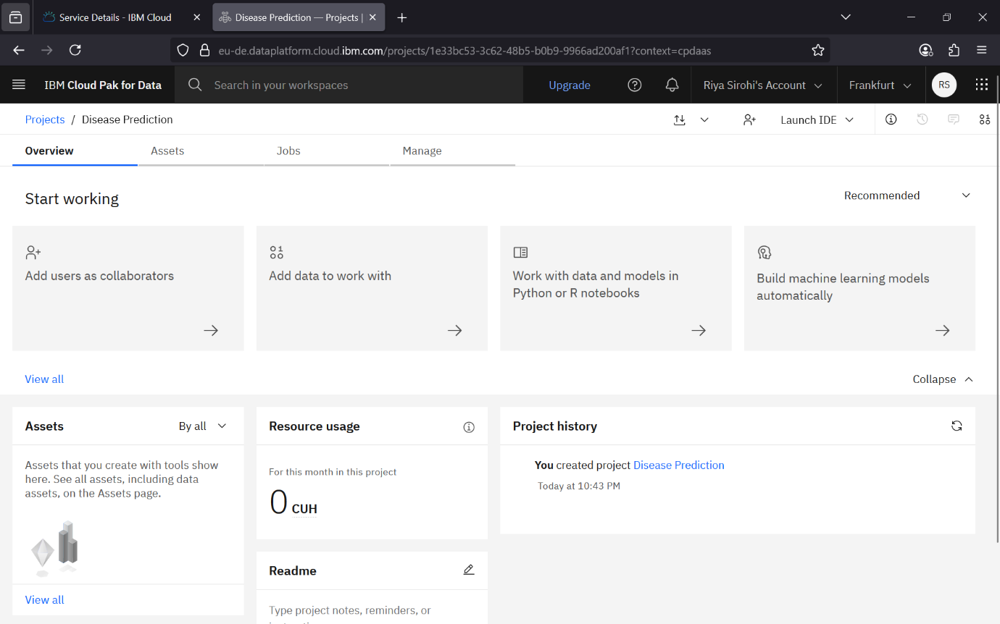 Service Details - IBM Cloud
Disease Prediction — Projects |
eu-de.dataplatform.cloud.ibm.com/projects/1e33bc53-3c62-48b5-b0b9-9966ad200af1?context=cpdaas
IBM Cloud Pak for Data
Search in your workspaces
Upgrade
Riya Sirohi's Account
Frankfurt
RS
Projects / Disease Prediction
Launch IDE
Overview
Assets
Jobs
Manage
Start working
Recommended
Add users as collaborators
Add data to work with
Work with data and models in
Python or R notebooks
Build machine learning models
automatically
View all
Collapse
Assets
By all
Assets that you create with tools show
here. See all assets, including data
assets, on the Assets page.
View all
Resource usage
For this month in this project
0 CUH
Readme
Type project notes, reminders, or
Project history
You created project Disease Prediction
Today at 10:43 PM